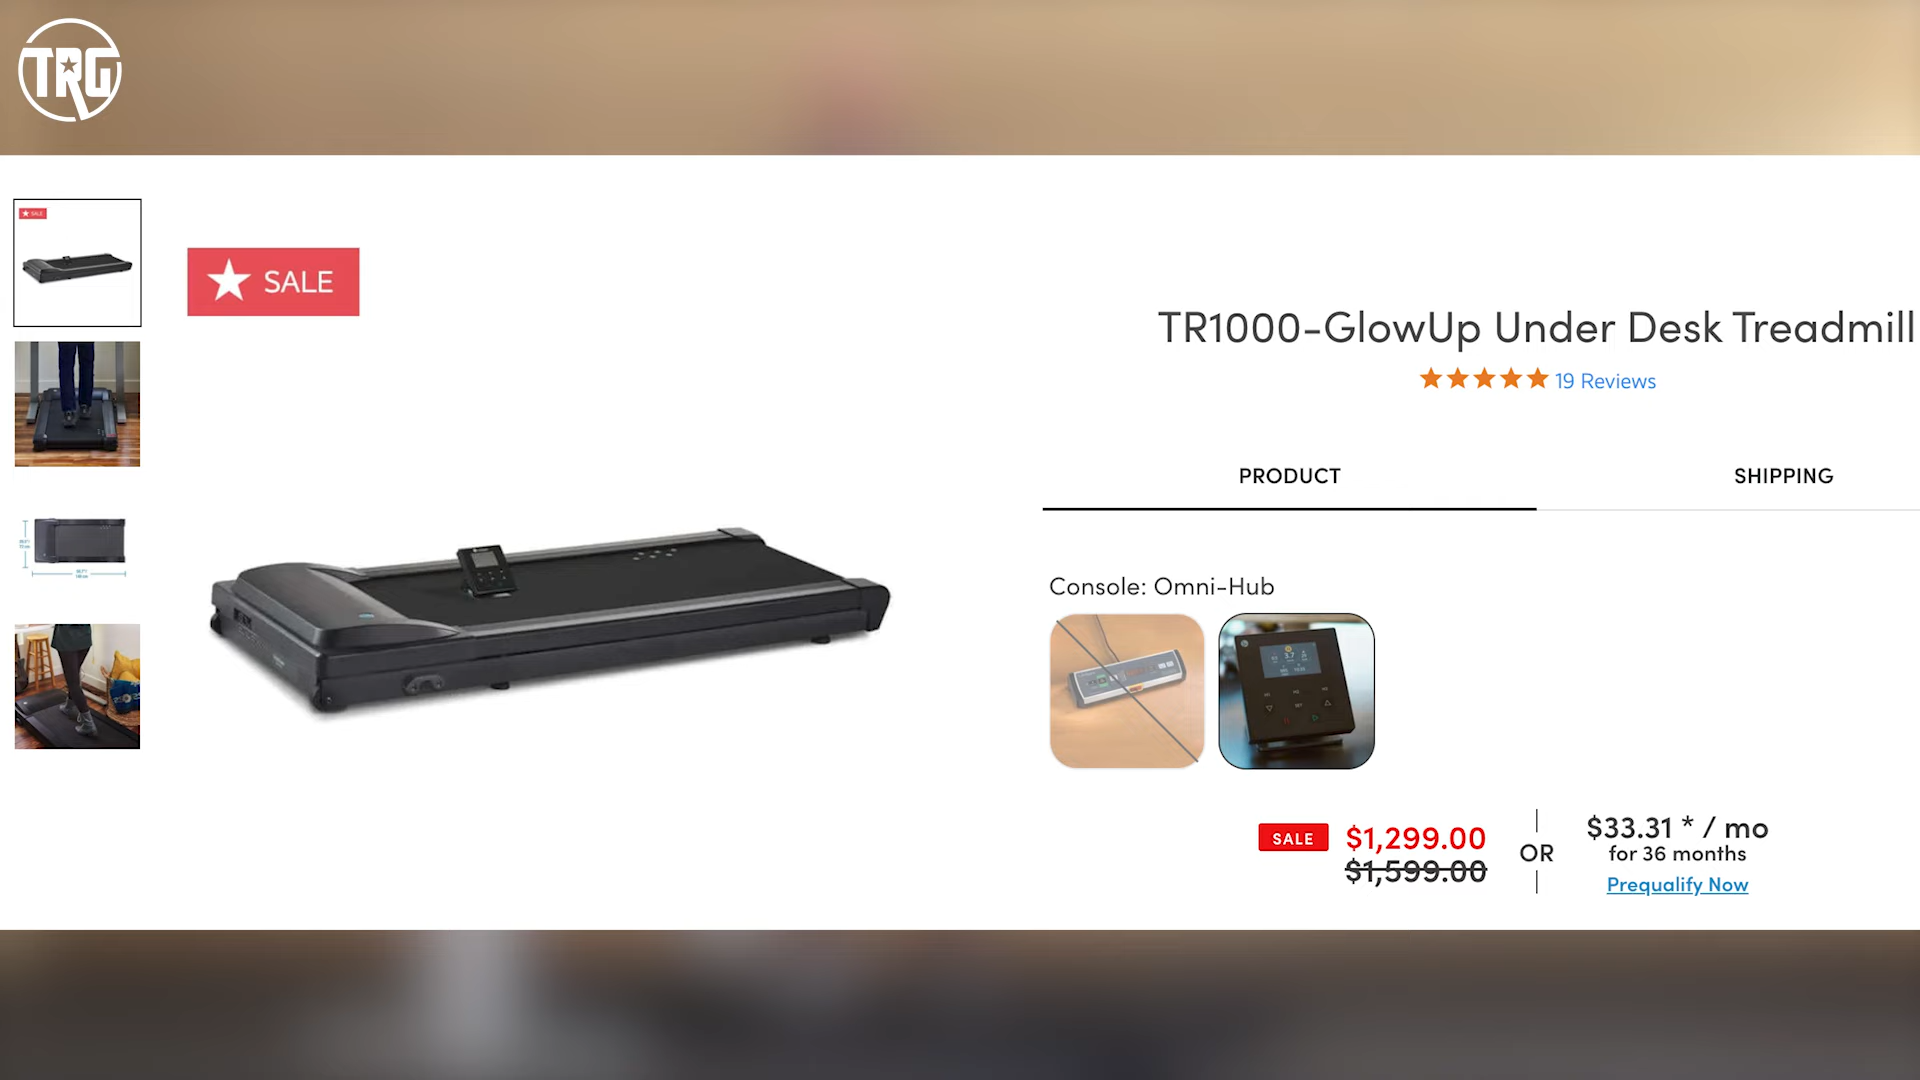 TRG
SALE
SALE
TR1000-GlowUp Under Desk Treadmill
19 Reviews
PRODUCT
SHIPPING
Console: Omni-Hub
SALE
$1,299.00
$1,599.00
OR
$33.31 * / mo
for 36 months
Prequalify Now